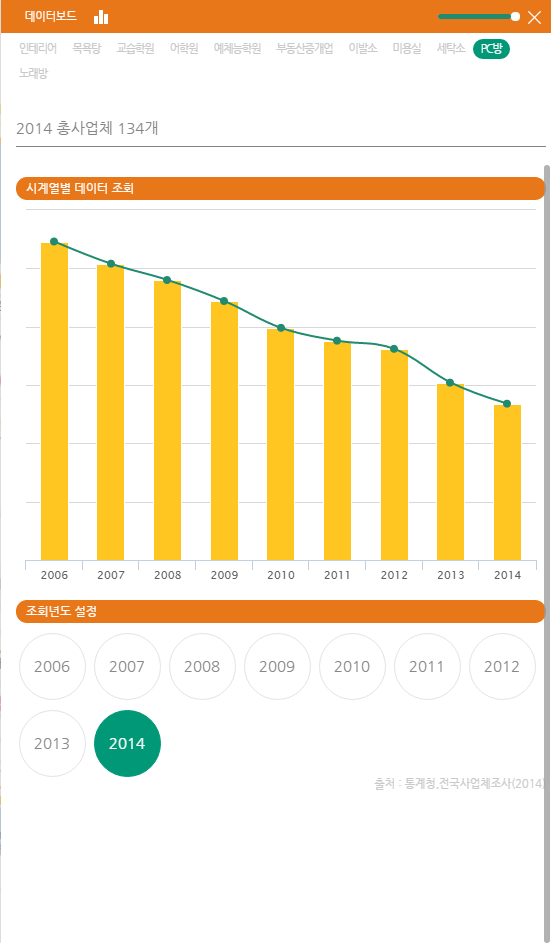 데이터보드
인테리어 목욕탕 교습학원 어학원 예체능학원 부동산중개업 이발소 미용실 세탁소 PC방
노래방
2014 총사업체 134개
시계열별 데이터 조회
2006 2007 2008 2009 2010 2011 2012 2013 2014
조회년도 설정
2006 2007 2008 2009 2010 2011 2012
2013 2014
출처 : 통계청,전국사업체조사(2014)